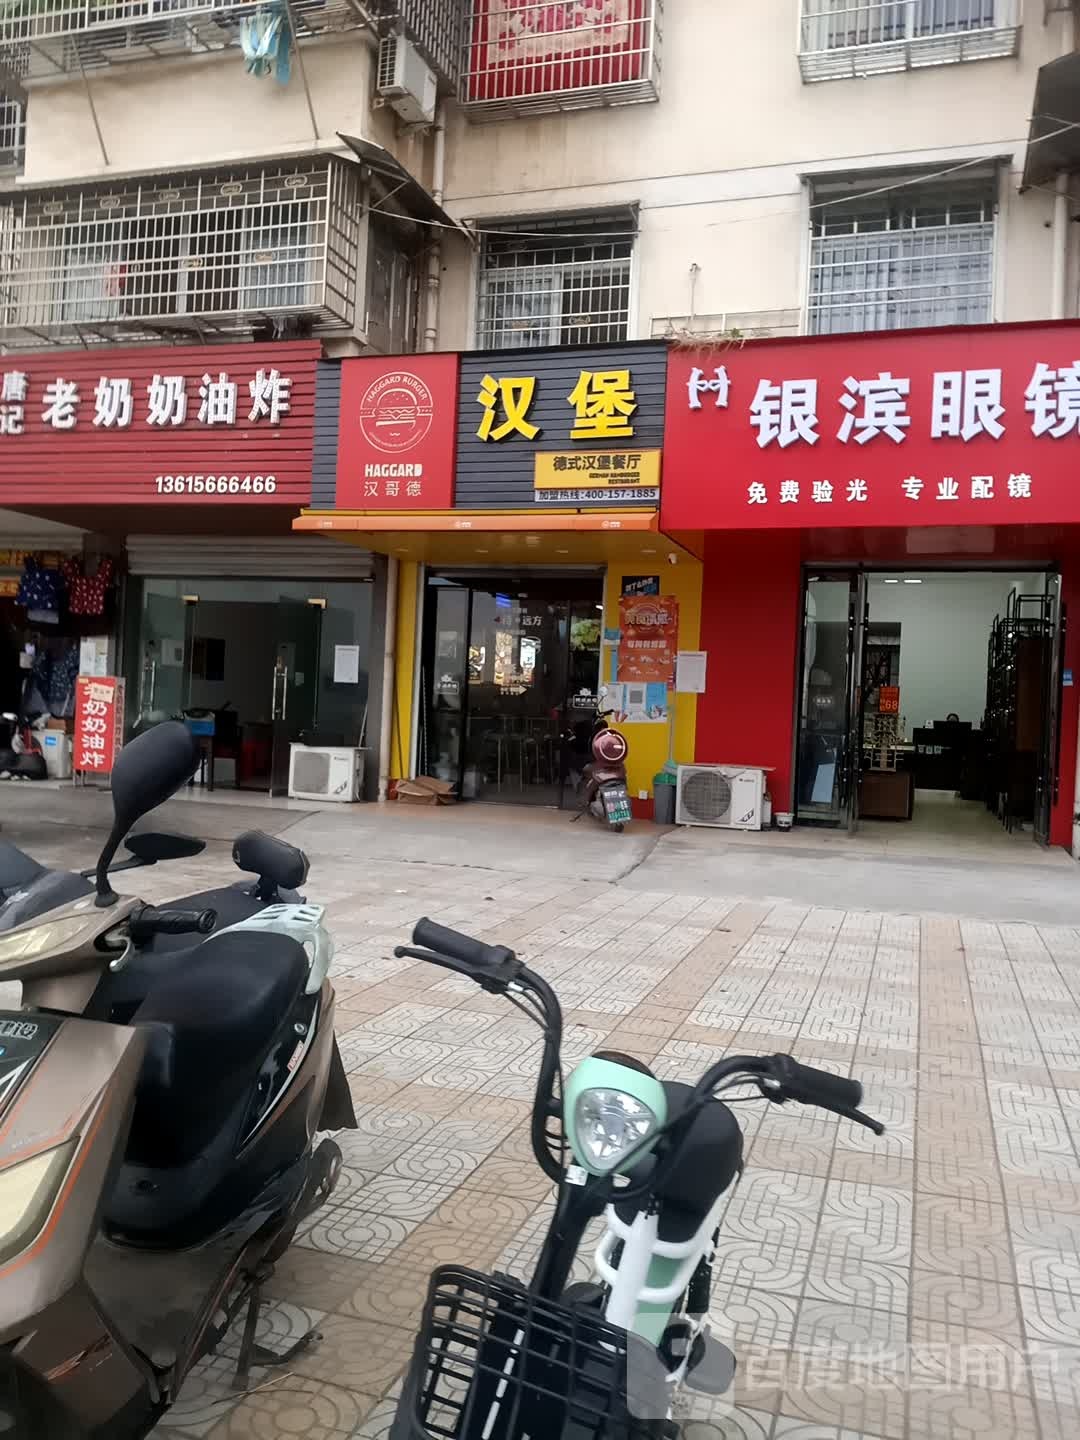 唐记
老奶奶油炸
13615666466
HAGGARD BURGER
HAGGARD
汉哥德
汉堡
德式汉堡餐厅
GERMAN HAMBURGER
RESTAURANT
加盟热线:400-157-1885
银滨眼镜
免费验光 专业配镜
老奶奶油炸
远方
68
百度地图用户